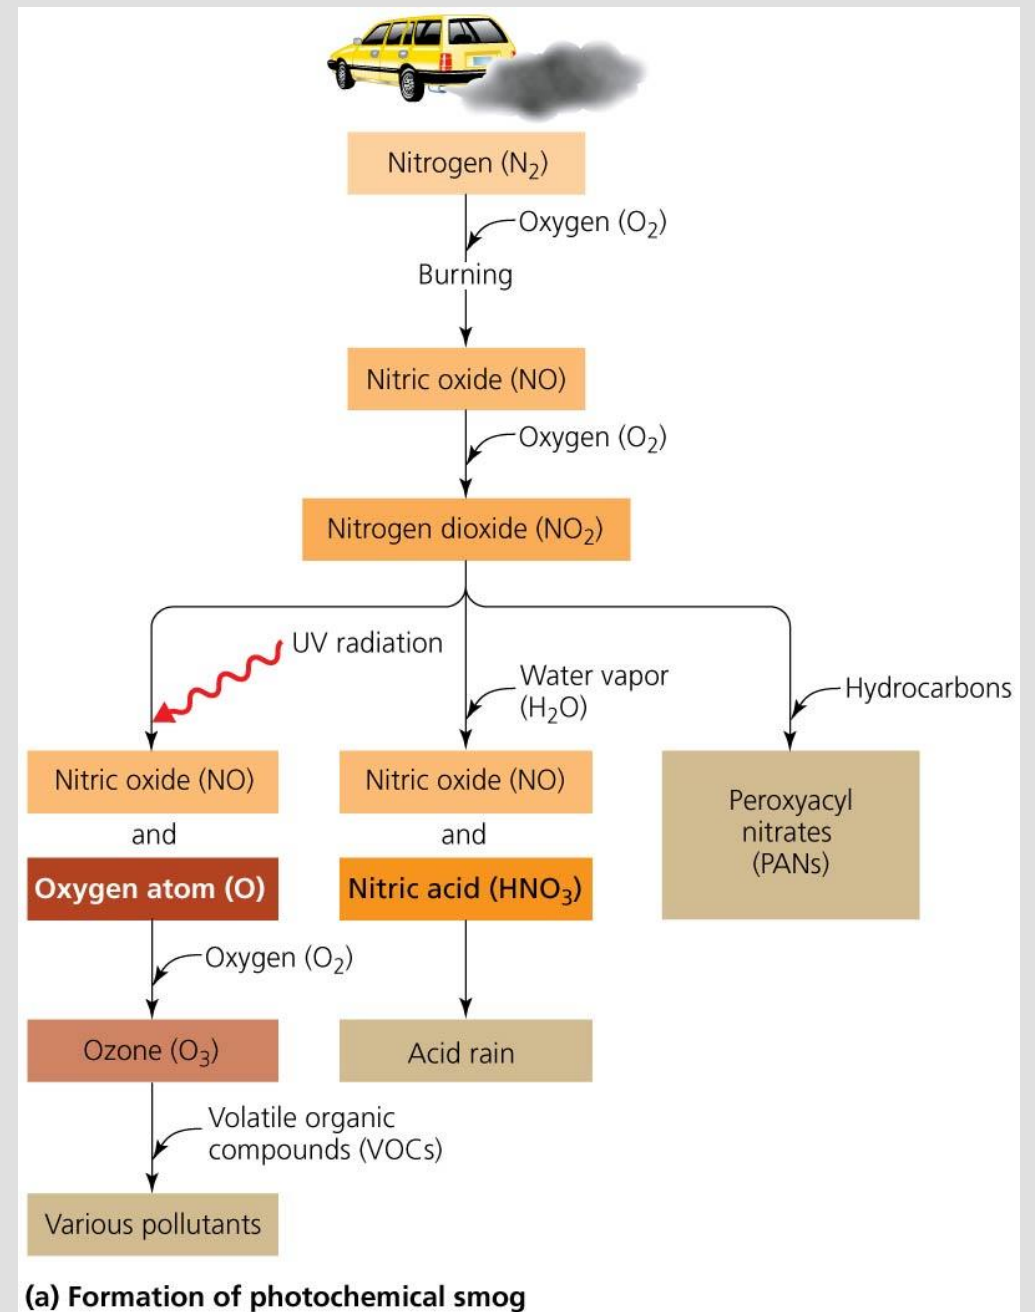 Nitrogen (N₂)
Oxygen (O₂)
Burning
Nitric oxide (NO)
Oxygen (O₂)
Nitrogen dioxide (NO₂)
UV radiation
Water vapor
(H₂O)
Hydrocarbons
Nitric oxide (NO)
and
Oxygen atom (O)
Oxygen (O₂)
Ozone (O₃)
Volatile organic
compounds (VOCs)
Various pollutants
Nitric oxide (NO)
and
Nitric acid (HNO₃)
Acid rain
Peroxyacyl
nitrates
(PANs)
(a) Formation of photochemical smog